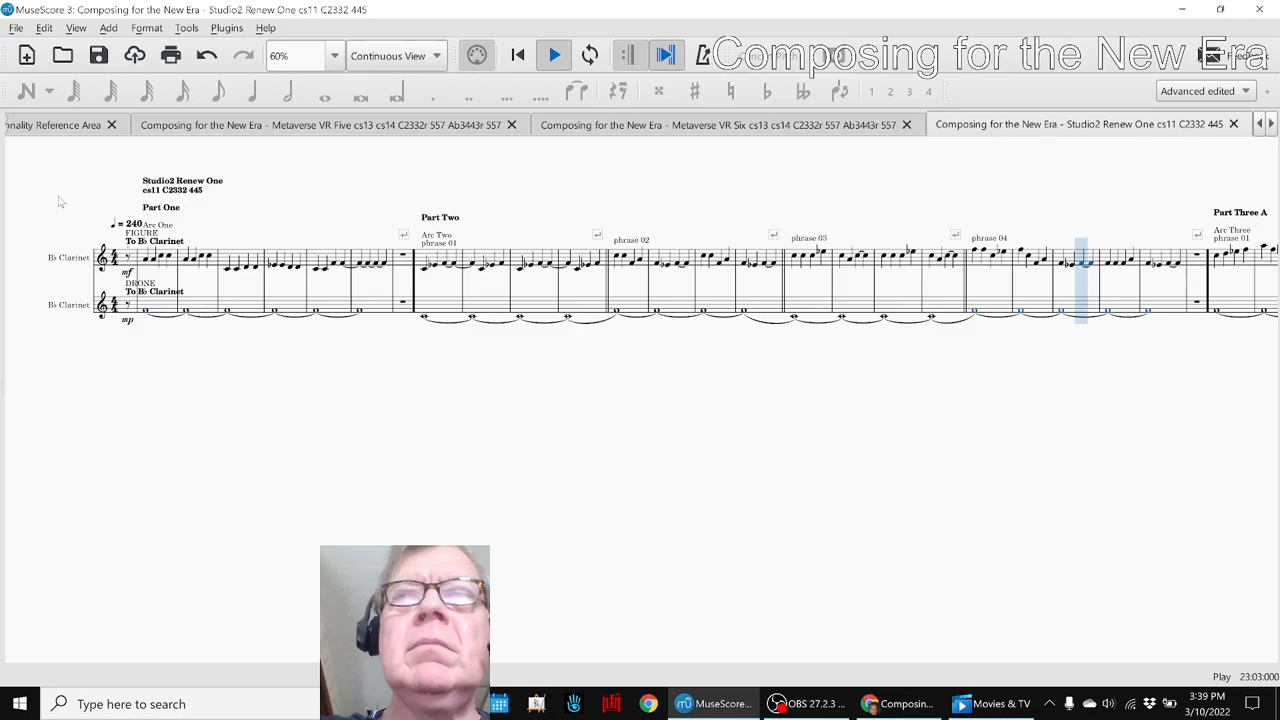 MuseScore 3: Composing for the New Era - Studio2 Renew One cs11 C2332 445
File Edit View Add Format Tools Plugins Help
60%
Continuous View
Composing for the New Era
1 2 3 4
Advanced edited
onality Reference Area
Composing for the New Era - Metaverse VR Five cs13 cs14 C2332r 557 Ab3443r 557
Composing for the New Era - Metaverse VR Six cs13 cs14 C2332r 557 Ab3443r 557
Composing for the New Era - Studio2 Renew One cs11 C2332 445
Studio2 Renew One
cs11 C2332 445
Part One
= 240 Arc One
FIGURE
To B♭ Clarinet
B♭ Clarinet
mf
DRONE
To B♭ Clarinet
B♭ Clarinet
mp
Part Two
Arc Two
phrase 01
phrase 02
phrase 03
phrase 04
Part Three A
Arc Three
phrase 01
Play 23:03:000
Type here to search
MuseScore...
OBS 27.2.3 ...
Composin...
Movies & TV
3:39 PM
3/10/2022